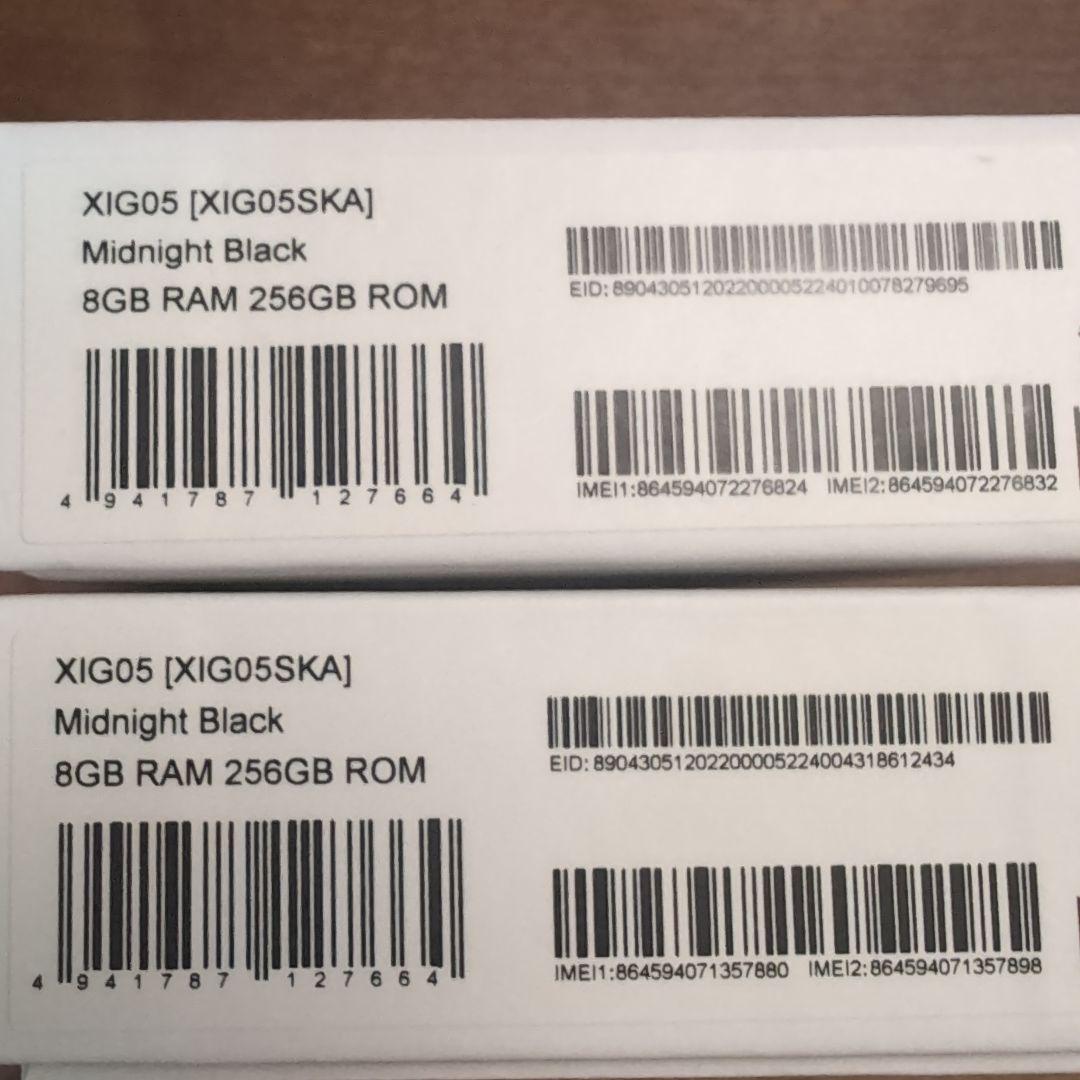 XIG05 [XIG05SKA]
Midnight Black
8GB RAM 256GB ROM
4 941787 127664
EID: 89043051202200005224010078279695
IMEI1:864594072276824 IMEI2:864594072276832
XIG05 [XIG05SKA]
Midnight Black
8GB RAM 256GB ROM
4 941787 127664
EID: 89043051202200005224004318612434
IMEI1:864594071357880 IMEI2:864594071357898